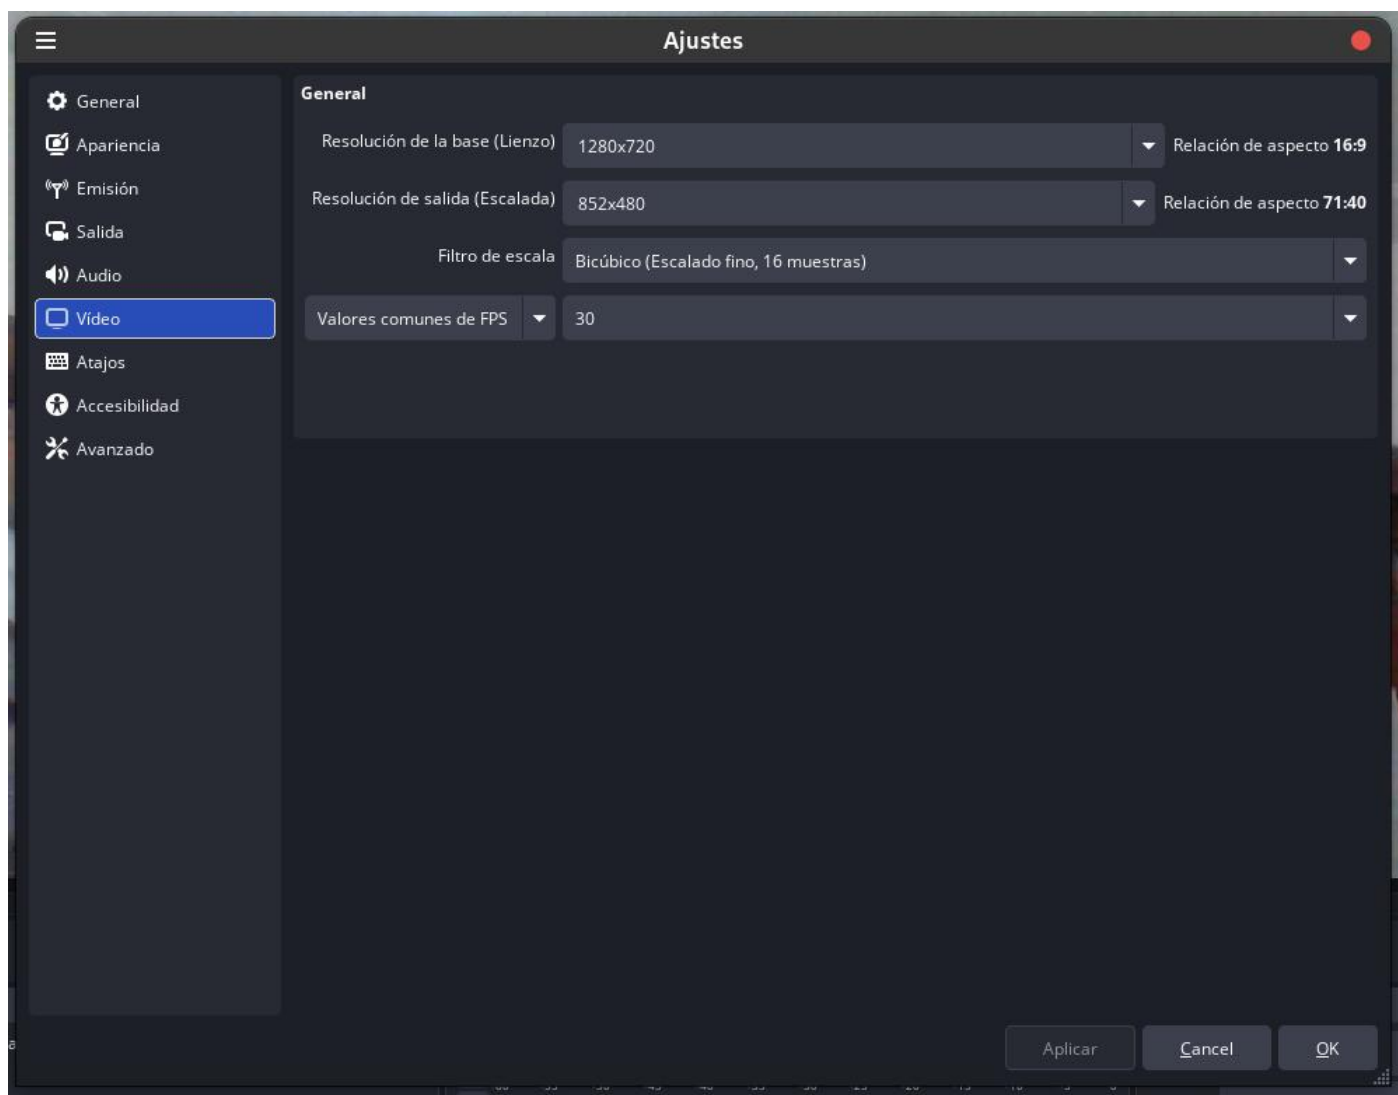 Ajustes
General
Apariencia
Emisión
Salida
Audio
Vídeo
Atajos
Accesibilidad
Avanzado
General
Resolución de la base (Lienzo) 1280x720 Relación de aspecto 16:9
Resolución de salida (Escalada) 852x480 Relación de aspecto 71:40
Filtro de escala Bicúbico (Escalado fino, 16 muestras)
Valores comunes de FPS 30
Aplicar Cancel OK